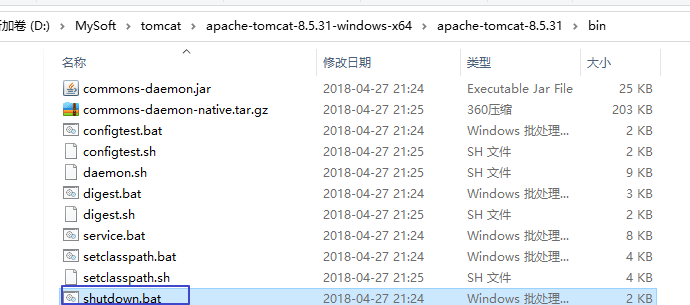 新加卷 (D:) › MySoft › tomcat › apache-tomcat-8.5.31-windows-x64 › apache-tomcat-8.5.31 › bin
名称 修改日期 类型 大小
commons-daemon.jar 2018-04-27 21:24 Executable Jar File 25 KB
commons-daemon-native.tar.gz 2018-04-27 21:25 360压缩 203 KB
configtest.bat 2018-04-27 21:24 Windows 批处理... 2 KB
configtest.sh 2018-04-27 21:25 SH 文件 2 KB
daemon.sh 2018-04-27 21:25 SH 文件 9 KB
digest.bat 2018-04-27 21:24 Windows 批处理... 3 KB
digest.sh 2018-04-27 21:25 SH 文件 2 KB
service.bat 2018-04-27 21:24 Windows 批处理... 8 KB
setclasspath.bat 2018-04-27 21:24 Windows 批处理... 4 KB
setclasspath.sh 2018-04-27 21:25 SH 文件 4 KB
shutdown.bat 2018-04-27 21:24 Windows 批处理... 2 KB